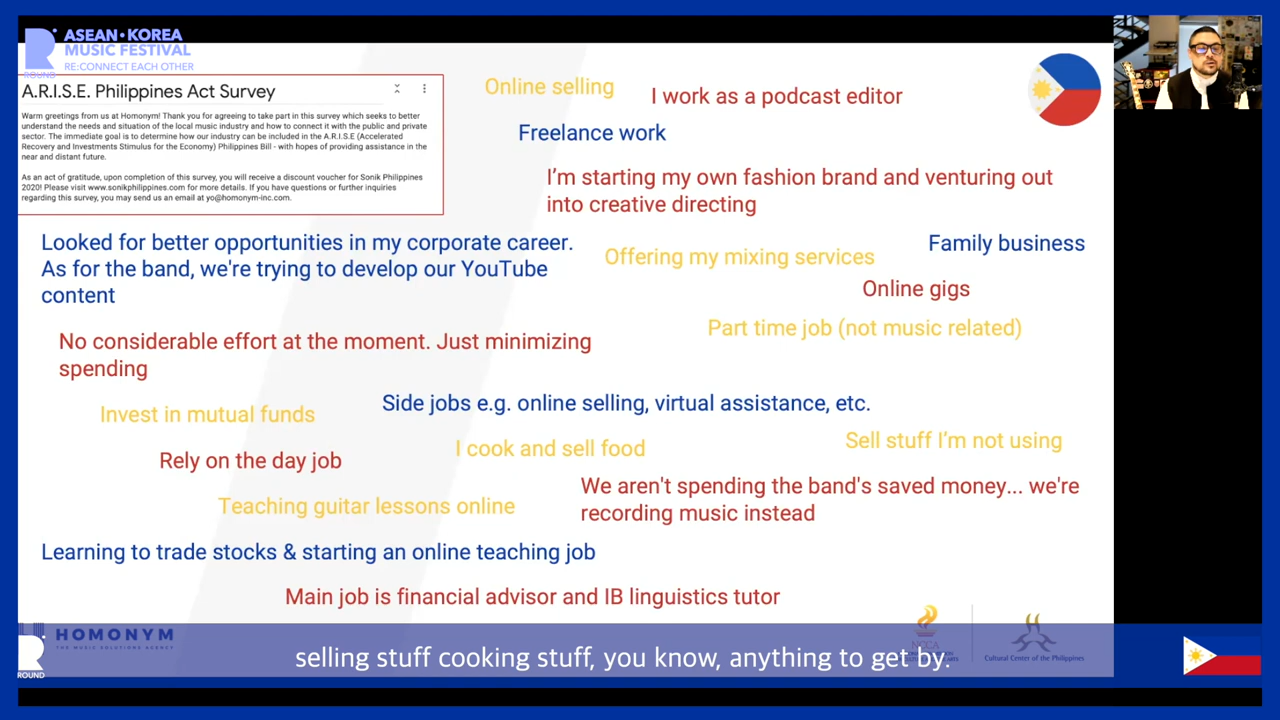 ASEAN•KOREA
MUSIC FESTIVAL
RE:CONNECT EACH OTHER
ROUND
A.R.I.S.E. Philippines Act Survey
Warm greetings from us at Homonym! Thank you for agreeing to take part in this survey which seeks to better
understand the needs and situation of the local music industry and how to connect it with the public and private
sector. The immediate goal is to determine how our industry can be included in the A.R.I.S.E (Accelerated
Recovery and Investments Stimulus for the Economy) Philippines Bill - with hopes of providing assistance in the
near and distant future.
As an act of gratitude, upon completion of this survey, you will receive a discount voucher for Sonik Philippines
2020! Please visit www.sonikphilippines.com for more details. If you have questions or further inquiries
regarding this survey, you may send us an email at yo@homonym-inc.com.
Online selling
I work as a podcast editor
Freelance work
I'm starting my own fashion brand and venturing out
into creative directing
Looked for better opportunities in my corporate career.
As for the band, we're trying to develop our YouTube
content
Offering my mixing services
Family business
Online gigs
Part time job (not music related)
No considerable effort at the moment. Just minimizing
spending
Side jobs e.g. online selling, virtual assistance, etc.
Invest in mutual funds
I cook and sell food
Sell stuff I'm not using
Rely on the day job
We aren't spending the band's saved money... we're
recording music instead
Teaching guitar lessons online
Learning to trade stocks & starting an online teaching job
Main job is financial advisor and IB linguistics tutor
HOMONYM
THE MUSIC SOLUTIONS AGENCY
NCCA
Cultural Center of the Philippines
selling stuff cooking stuff, you know, anything to get by.
ROUND